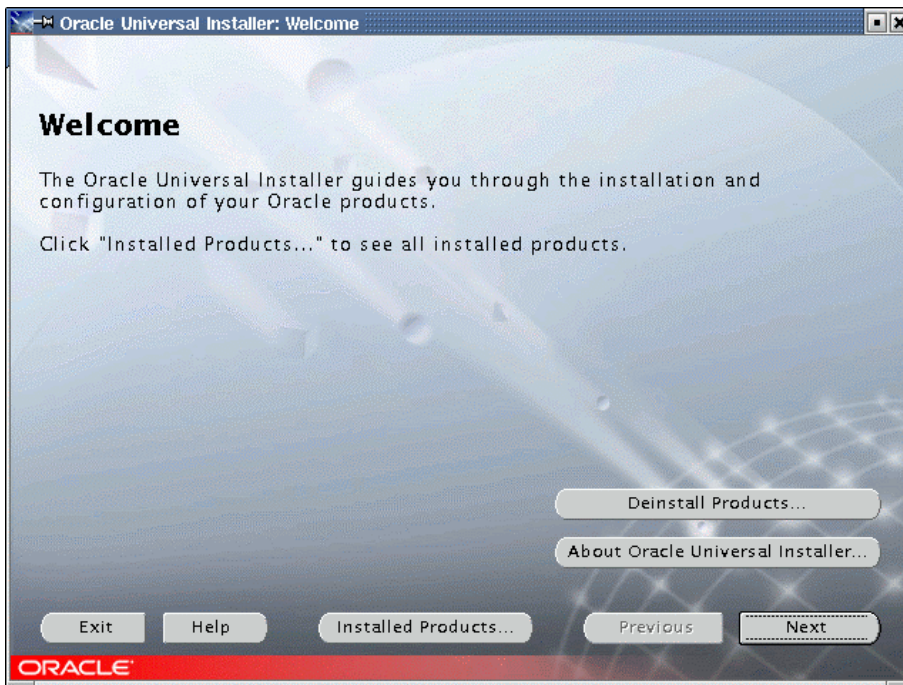 Oracle Universal Installer: Welcome
Welcome
The Oracle Universal Installer guides you through the installation and
configuration of your Oracle products.
Click "Installed Products..." to see all installed products.
Deinstall Products...
About Oracle Universal Installer...
Exit Help Installed Products... Previous Next
ORACLE